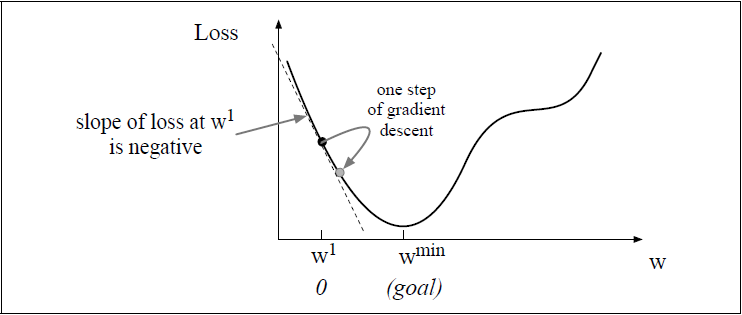 Loss
one step
of gradient
descent
slope of loss at w1
is negative
w1
wmin
w
0
(goal)